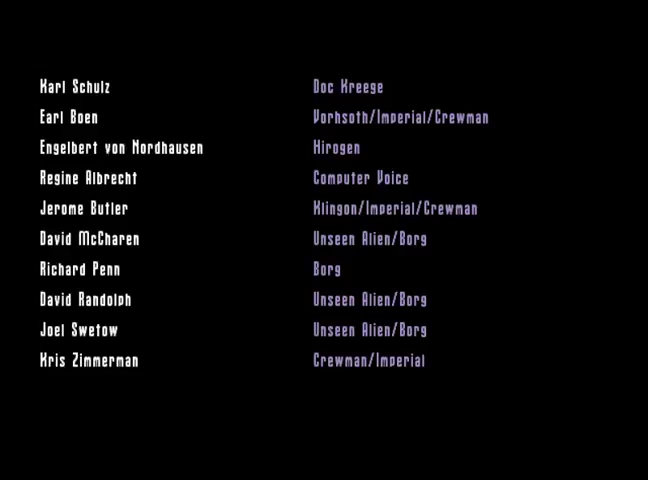 Karl Schulz Doc Kreege
Earl Boen Vorhsoth/Imperial/Crewman
Engelbert von Nordhausen Hirogen
Regine Albrecht Computer Voice
Jerome Butler Klingon/Imperial/Crewman
David McCharen Unseen Alien/Borg
Richard Penn Borg
David Randolph Unseen Alien/Borg
Joel Swetow Unseen Alien/Borg
Kris Zimmerman Crewman/Imperial